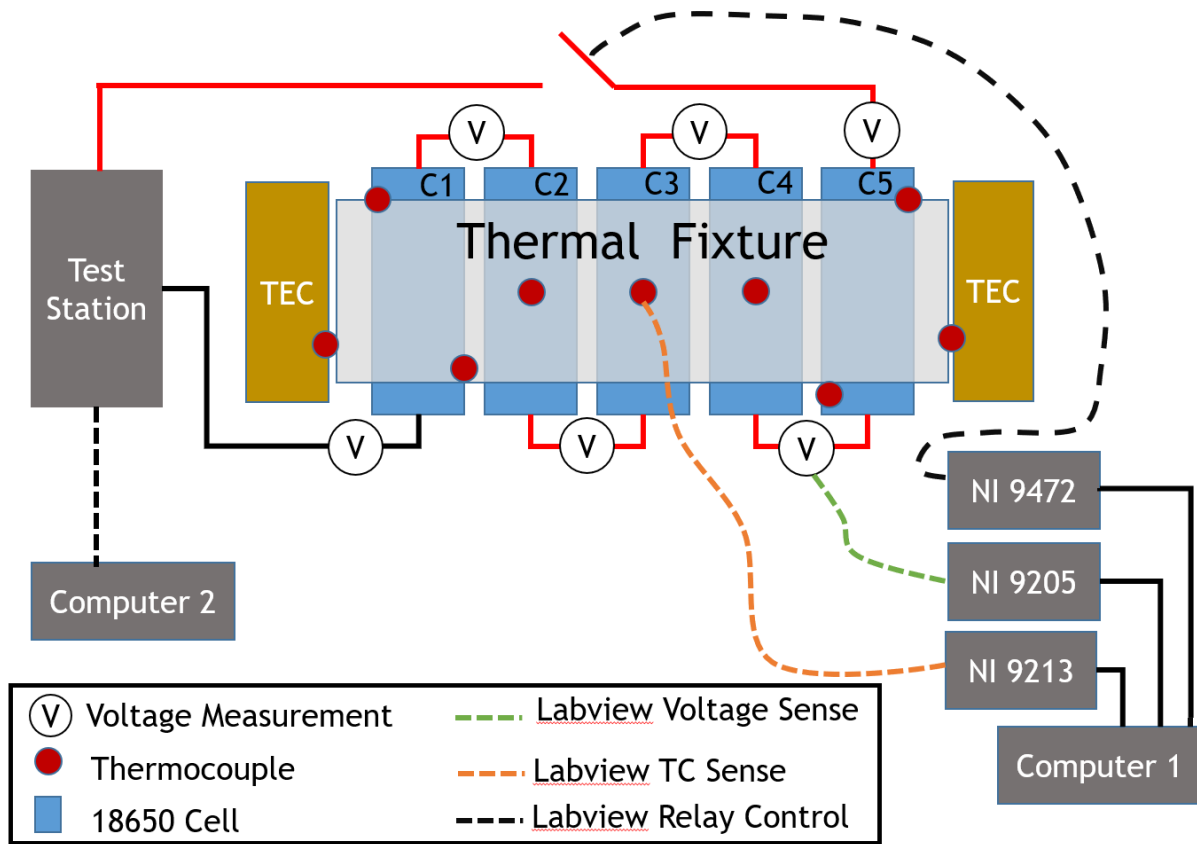 V
V
V
C1
C2
C3
C4
C5
Thermal Fixture
Test
Station
TEC
TEC
V
V
V
NI 9472
NI 9205
NI 9213
Computer 2
Computer 1
V Voltage Measurement
Thermocouple
18650 Cell
Labview Voltage Sense
Labview TC Sense
Labview Relay Control